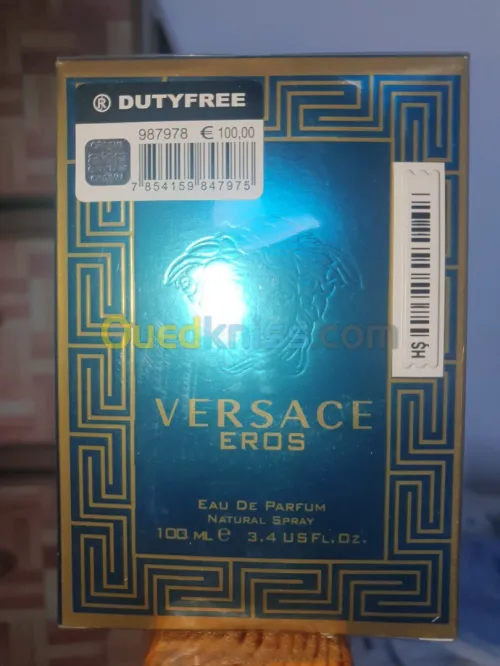 ® DUTYFREE
987978 € 100,00
7 854159 847975
HS
Ouedkniss.com
VERSACE
EROS
EAU DE PARFUM
NATURAL SPRAY
100 ML e 3.4 US FL.OZ.